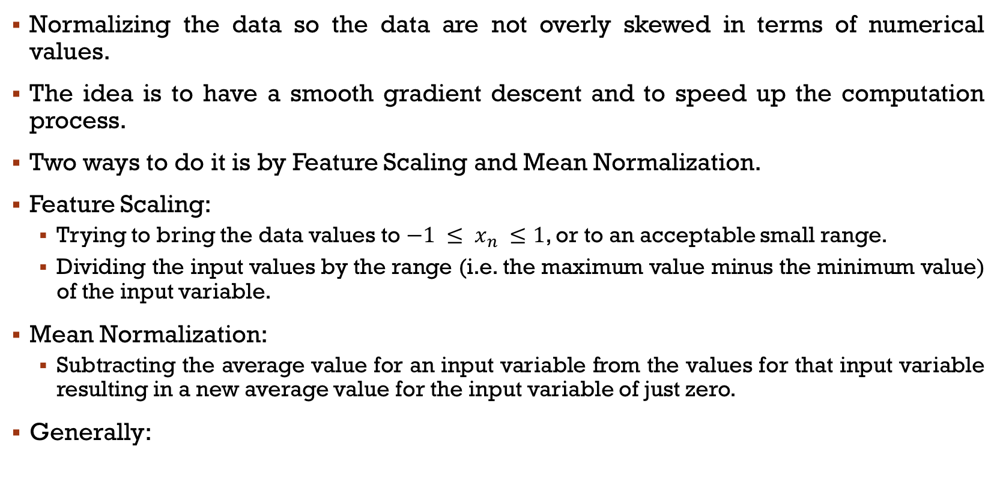 ▪ Normalizing the data so the data are not overly skewed in terms of numerical
values.
▪ The idea is to have a smooth gradient descent and to speed up the computation
process.
▪ Two ways to do it is by Feature Scaling and Mean Normalization.
▪ Feature Scaling:
▪ Trying to bring the data values to −1 ≤ xₙ ≤ 1, or to an acceptable small range.
▪ Dividing the input values by the range (i.e. the maximum value minus the minimum value)
of the input variable.
▪ Mean Normalization:
▪ Subtracting the average value for an input variable from the values for that input variable
resulting in a new average value for the input variable of just zero.
▪ Generally: